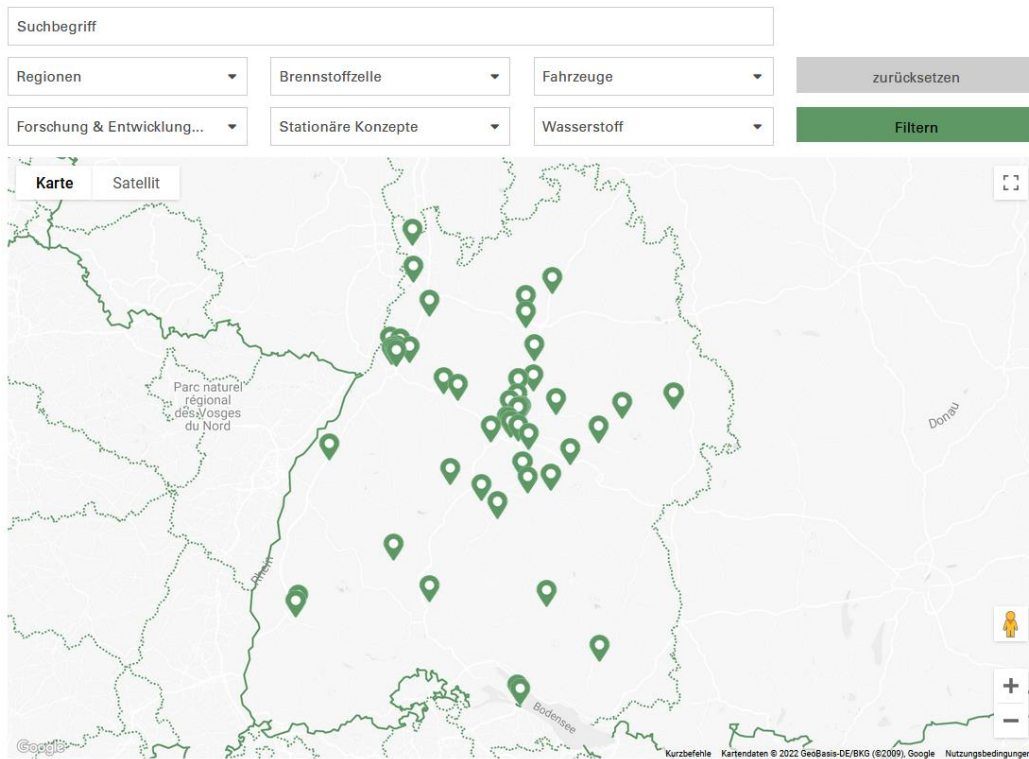 Suchbegriff
Regionen
Brennstoffzelle
Fahrzeuge
zurücksetzen
Forschung & Entwicklung...
Stationäre Konzepte
Wasserstoff
Filtern
Karte
Satellit
Parc naturel
régional
des Vosges
du Nord
Donau
Rhein
Bodensee
Google
Kurzbefehle
Kartendaten © 2022 GeoBasis-DE/BKG (©2009), Google
Nutzungsbedingungen